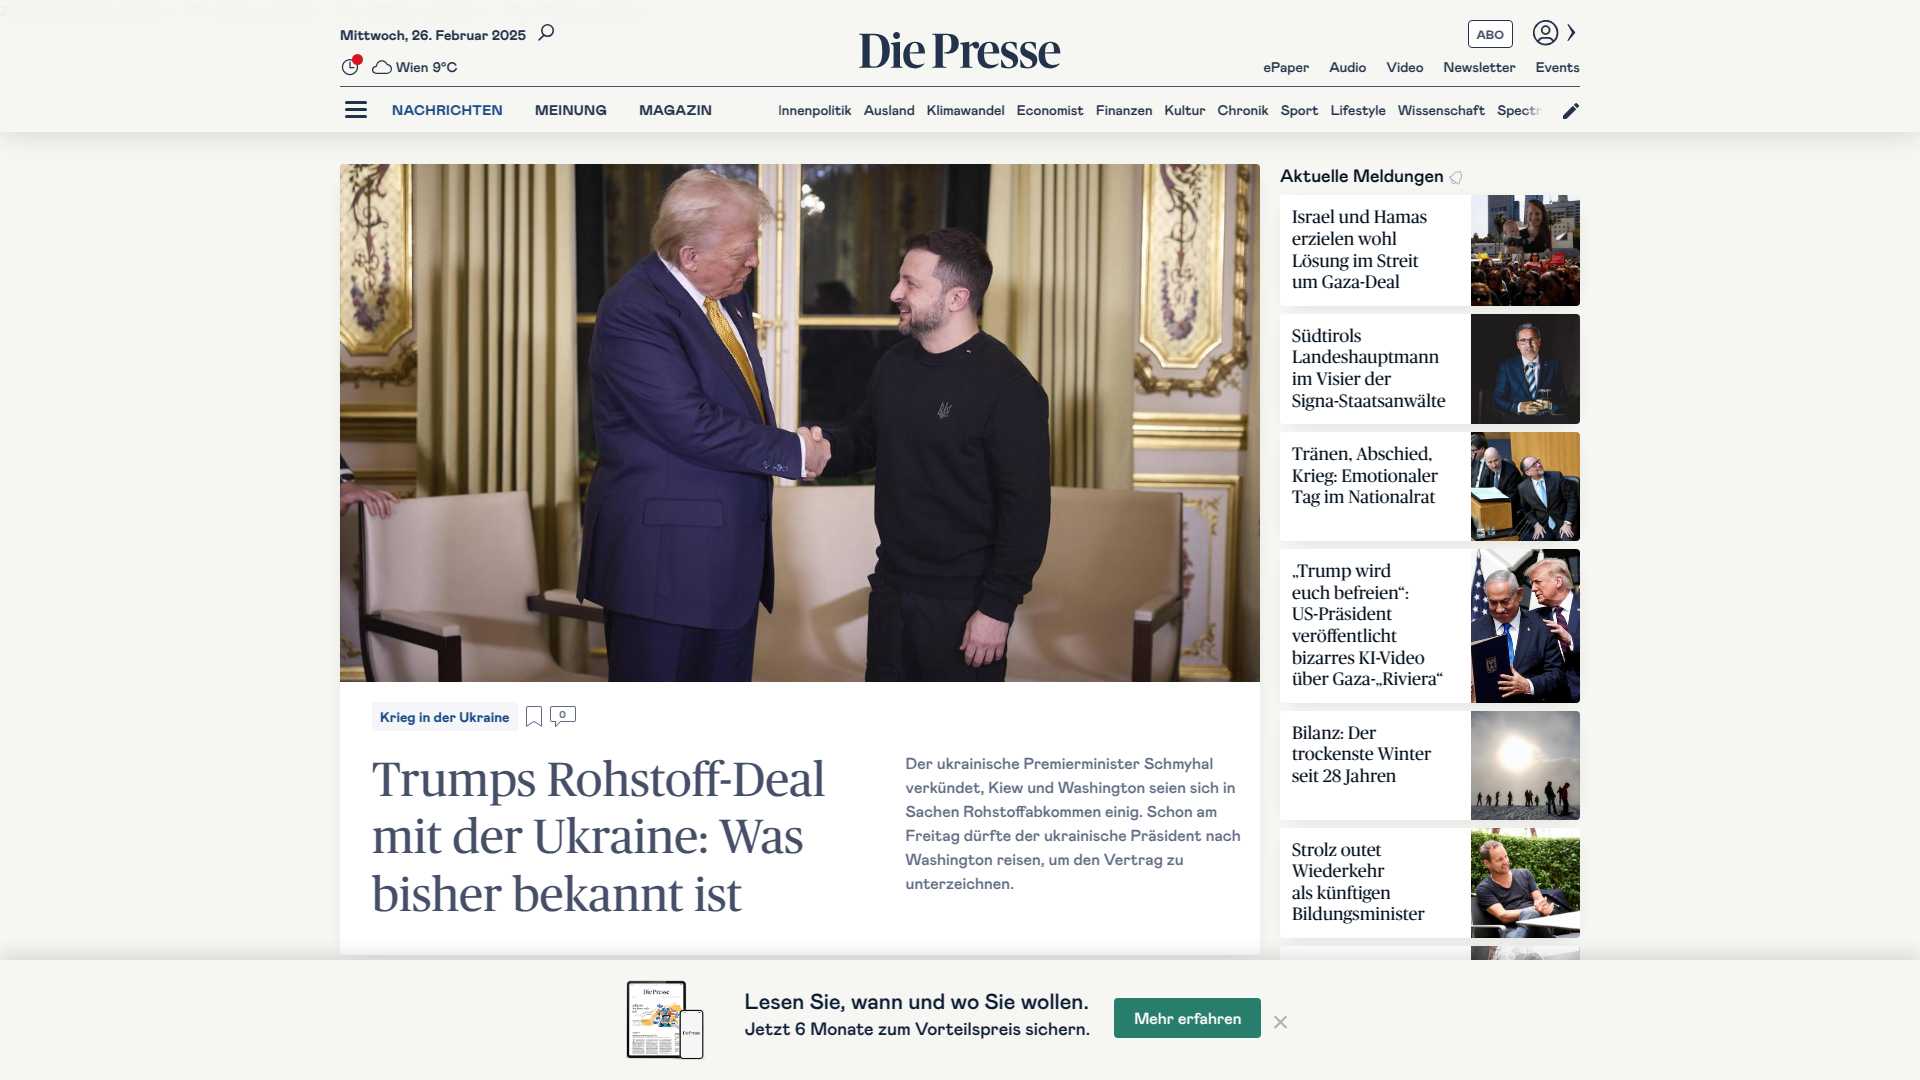 Mittwoch, 26. Februar 2025
Wien 9°C
Die Presse
ABO
ePaper Audio Video Newsletter Events
NACHRICHTEN MEINUNG MAGAZIN
Innenpolitik Ausland Klimawandel Economist Finanzen Kultur Chronik Sport Lifestyle Wissenschaft Spectr
Krieg in der Ukraine
0
Trumps Rohstoff-Deal
mit der Ukraine: Was
bisher bekannt ist
Der ukrainische Premierminister Schmyhal
verkündet, Kiew und Washington seien sich in
Sachen Rohstoffabkommen einig. Schon am
Freitag dürfte der ukrainische Präsident nach
Washington reisen, um den Vertrag zu
unterzeichnen.
Aktuelle Meldungen
Israel und Hamas
erzielen wohl
Lösung im Streit
um Gaza-Deal
Südtirols
Landeshauptmann
im Visier der
Signa-Staatsanwälte
Tränen, Abschied,
Krieg: Emotionaler
Tag im Nationalrat
„Trump wird
euch befreien“:
US-Präsident
veröffentlicht
bizarres KI-Video
über Gaza-„Riviera“
Bilanz: Der
trockenste Winter
seit 28 Jahren
Strolz outet
Wiederkehr
als künftigen
Bildungsminister
Die Presse
Die Presse
Lesen Sie, wann und wo Sie wollen.
Jetzt 6 Monate zum Vorteilspreis sichern.
Mehr erfahren